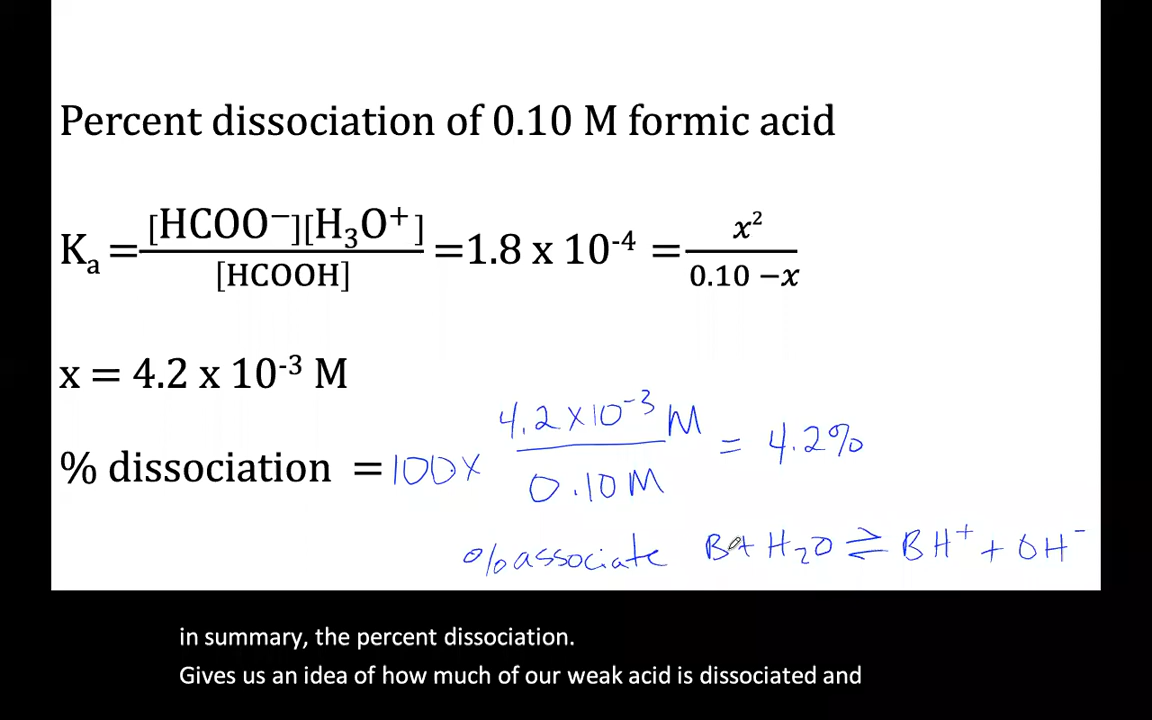 Percent dissociation of 0.10 M formic acid
Kₐ = [HCOO⁻][H₃O⁺] / [HCOOH] =1.8 x 10⁻⁴ = x² / 0.10 −x
x = 4.2 x 10⁻³ M
% dissociation = 100 x 4.2 x 10⁻³ M / 0.10 M = 4.2%
% associate B + H₂O ⇌ BH⁺ + OH⁻
in summary, the percent dissociation.
Gives us an idea of how much of our weak acid is dissociated and